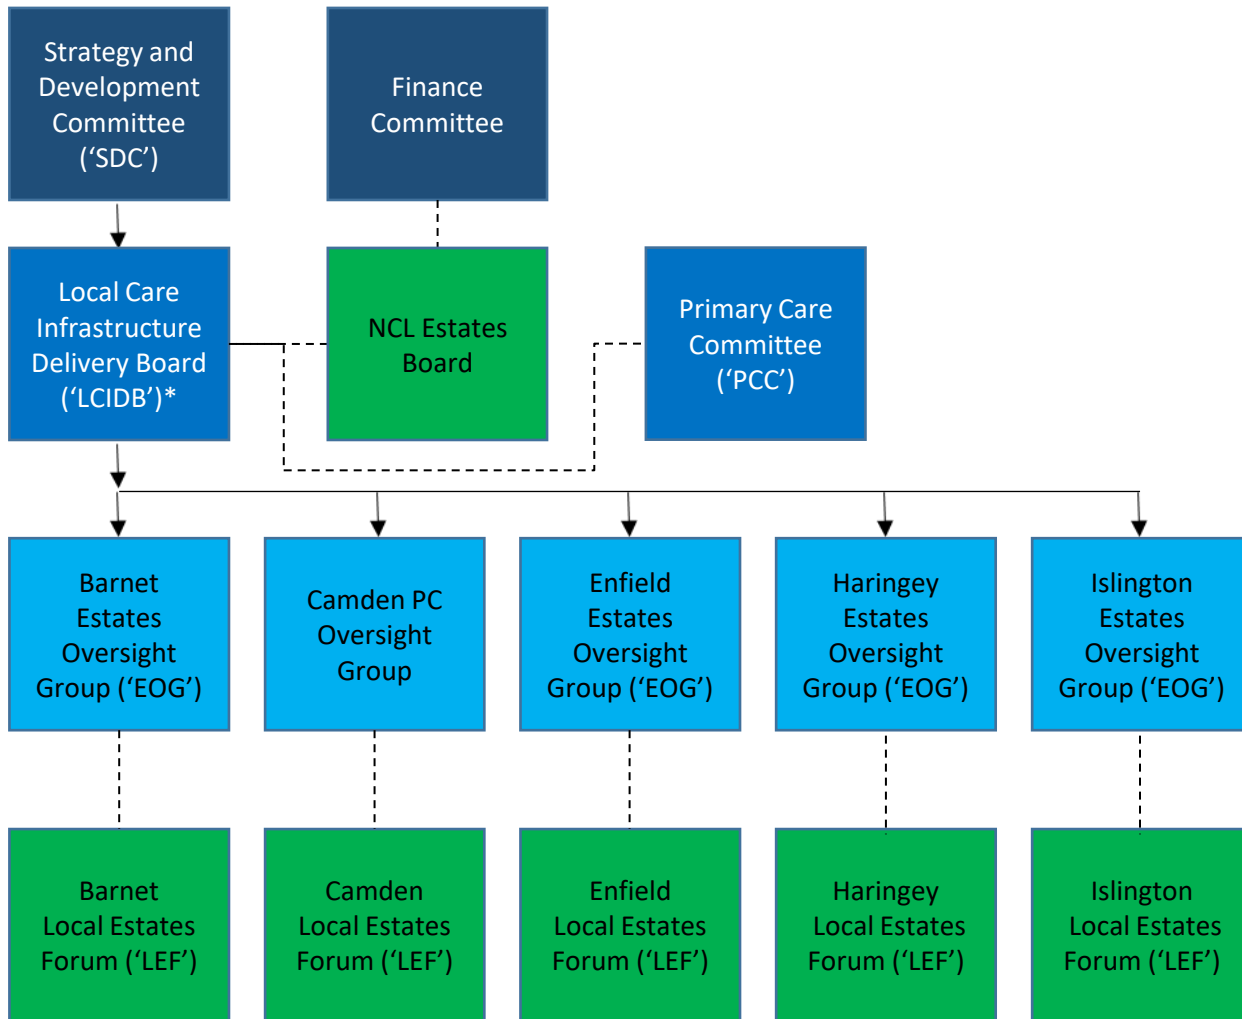 Strategy and
Development
Committee
(‘SDC’)
Finance
Committee
Local Care
Infrastructure
Delivery Board
(‘LCIDB’)*
NCL Estates
Board
Primary Care
Committee
(‘PCC’)
Barnet
Estates
Oversight
Group (‘EOG’)
Camden PC
Oversight
Group
Enfield
Estates
Oversight
Group (‘EOG’)
Haringey
Estates
Oversight
Group (‘EOG’)
Islington
Estates
Oversight
Group (‘EOG’)
Barnet
Local Estates
Forum (‘LEF’)
Camden
Local Estates
Forum (‘LEF’)
Enfield
Local Estates
Forum (‘LEF’)
Haringey
Local Estates
Forum (‘LEF’)
Islington
Local Estates
Forum (‘LEF’)